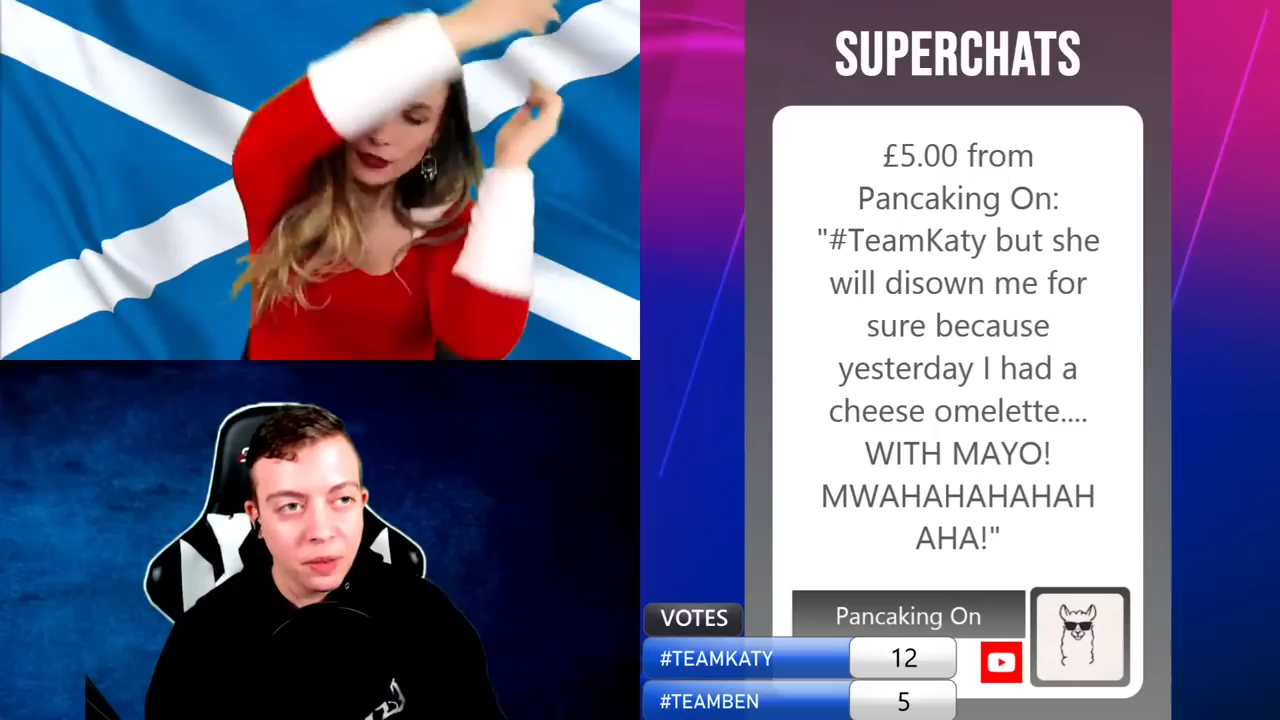 SUPERCHATS
£5.00 from
Pancaking On:
"#TeamKaty but she
will disown me for
sure because
yesterday I had a
cheese omelette....
WITH MAYO!
MWAHAHAHAHAH
AHA!"
Pancaking On
VOTES
#TEAMKATY 12
#TEAMBEN 5